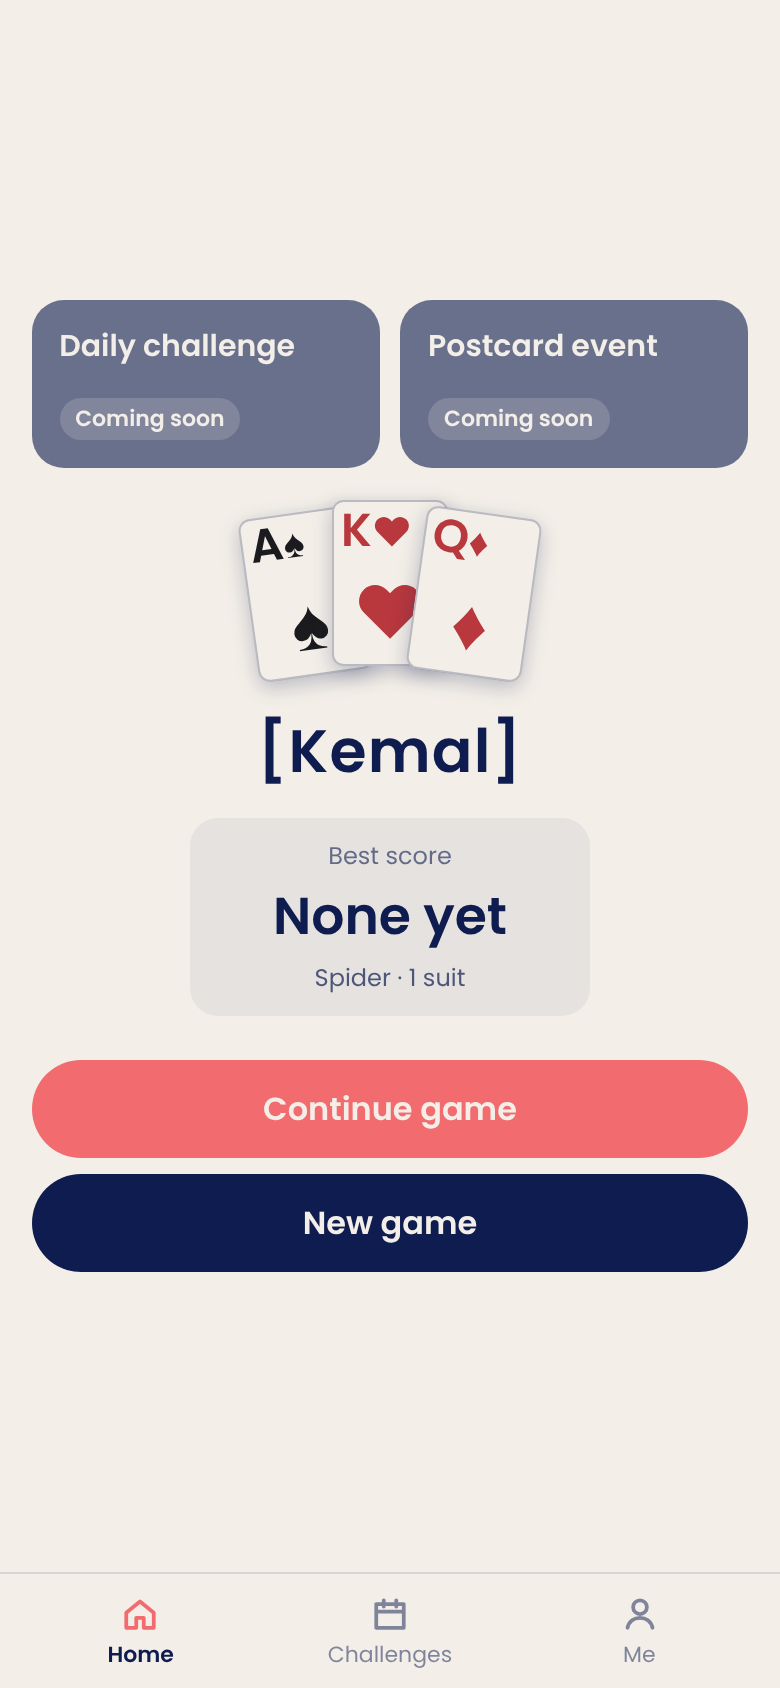 Daily challenge
Coming soon
Postcard event
Coming soon
A♠
K♥
Q♦
[Kemal]
Best score
None yet
Spider · 1 suit
Continue game
New game
Home
Challenges
Me